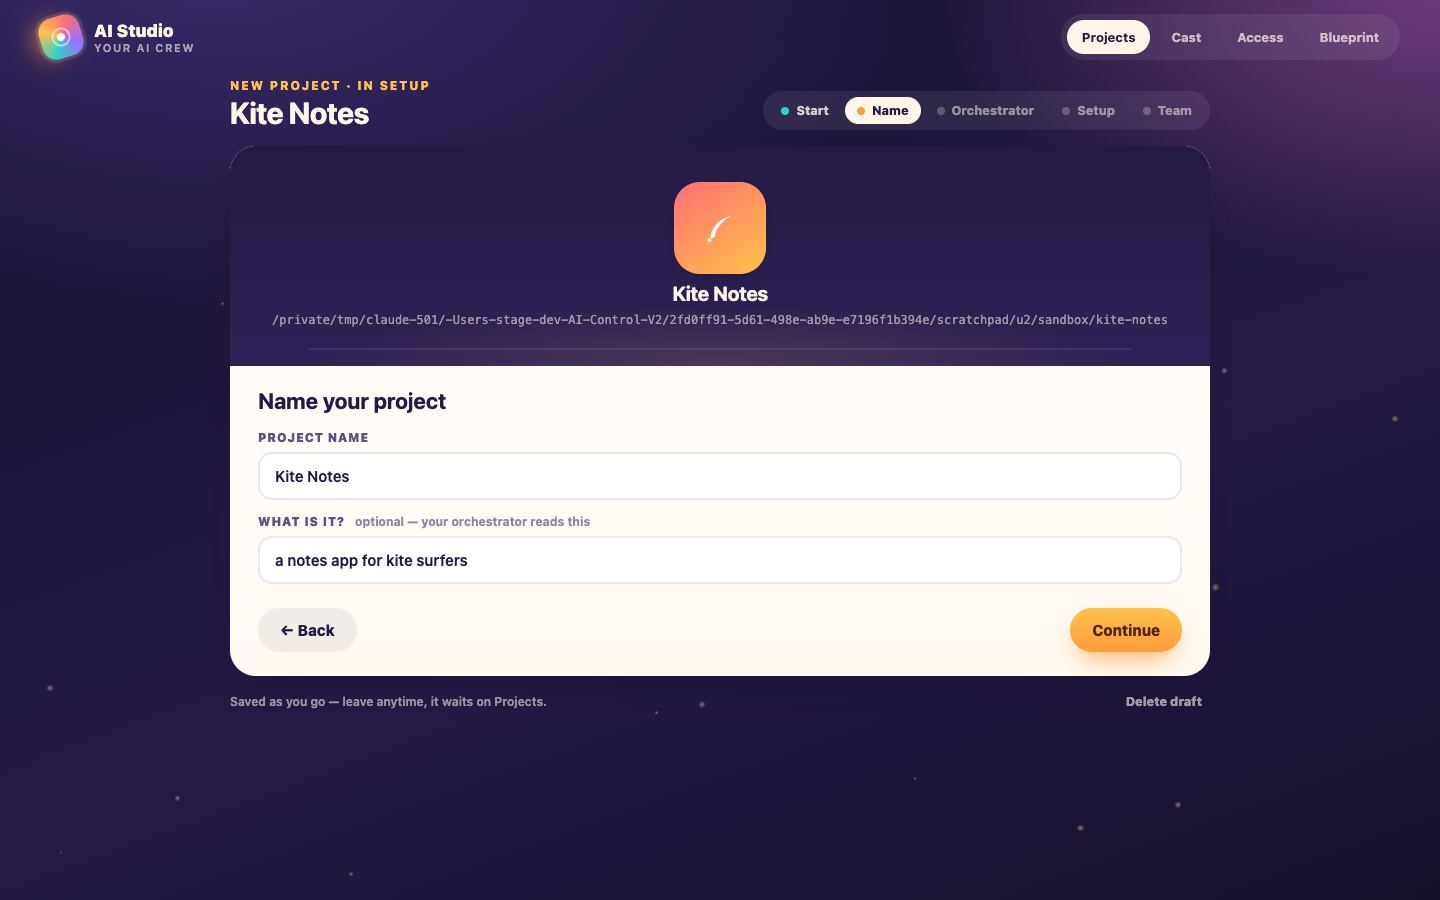 AI Studio
YOUR AI CREW
Projects
Cast
Access
Blueprint
NEW PROJECT · IN SETUP
Kite Notes
Start
Name
Orchestrator
Setup
Team
Kite Notes
/private/tmp/claude-501/-Users-stage-dev-AI-Control-V2/2fd0ff91-5d61-498e-ab9e-e7196f1b394e/scratchpad/u2/sandbox/kite-notes
Name your project
PROJECT NAME
Kite Notes
WHAT IS IT? optional — your orchestrator reads this
a notes app for kite surfers
← Back
Continue
Saved as you go — leave anytime, it waits on Projects.
Delete draft